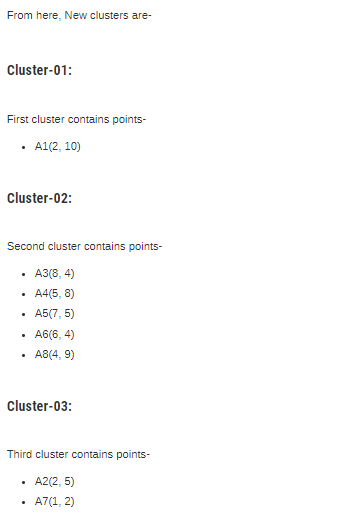 From here, New clusters are-
Cluster-01:
First cluster contains points-
• A1(2, 10)
Cluster-02:
Second cluster contains points-
• A3(8, 4)
• A4(5, 8)
• A5(7, 5)
• A6(6, 4)
• A8(4, 9)
Cluster-03:
Third cluster contains points-
• A2(2, 5)
• A7(1, 2)